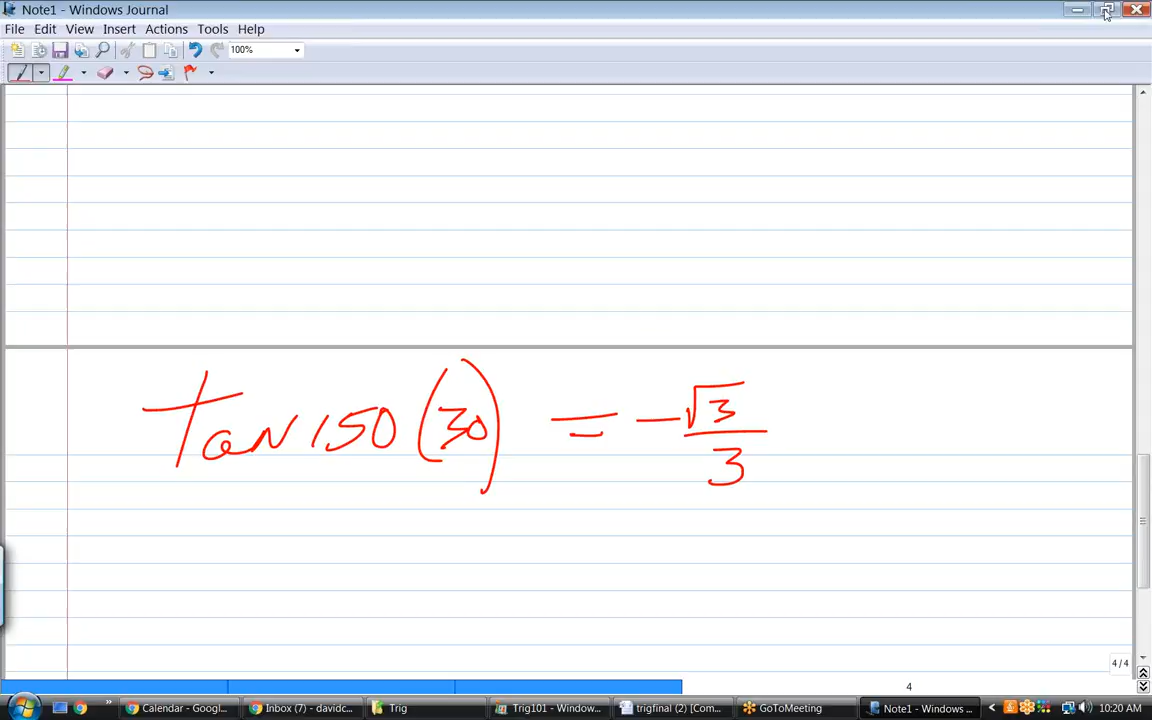 Note1 - Windows Journal
File Edit View Insert Actions Tools Help
100%
tan 150 (30) = -√3/3
4/4
4
Calendar - Googl... Inbox (7) - davidc... Trig Trig101 - Window... trigfinal (2) [Com... GoToMeeting Note1 - Windows ... 10:20 AM